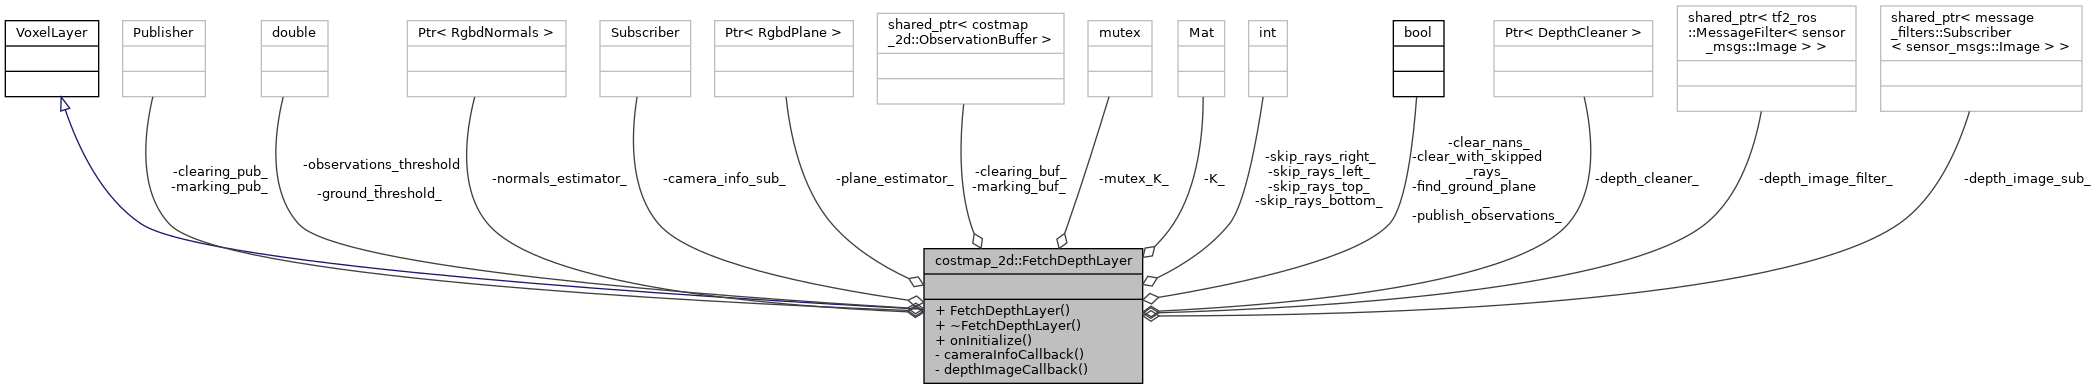 VoxelLayer
Publisher
double
Ptr< RgbdNormals >
Subscriber
Ptr< RgbdPlane >
shared_ptr< costmap
_2d::ObservationBuffer >
mutex
Mat
int
bool
Ptr< DepthCleaner >
shared_ptr< tf2_ros
::MessageFilter< sensor
_msgs::Image > >
shared_ptr< message
_filters::Subscriber
< sensor_msgs::Image > >
-clearing_pub_
-marking_pub_
-observations_threshold
_
-ground_threshold_
-normals_estimator_
-camera_info_sub_
-plane_estimator_
-clearing_buf_
-marking_buf_
-mutex_K_
-K_
-skip_rays_right_
-skip_rays_left_
-skip_rays_top_
-skip_rays_bottom_
-clear_nans_
-clear_with_skipped
_rays_
-find_ground_plane
_
-publish_observations_
-depth_cleaner_
-depth_image_filter_
-depth_image_sub_
costmap_2d::FetchDepthLayer
+ FetchDepthLayer()
+ ~FetchDepthLayer()
+ onInitialize()
- cameraInfoCallback()
- depthImageCallback()